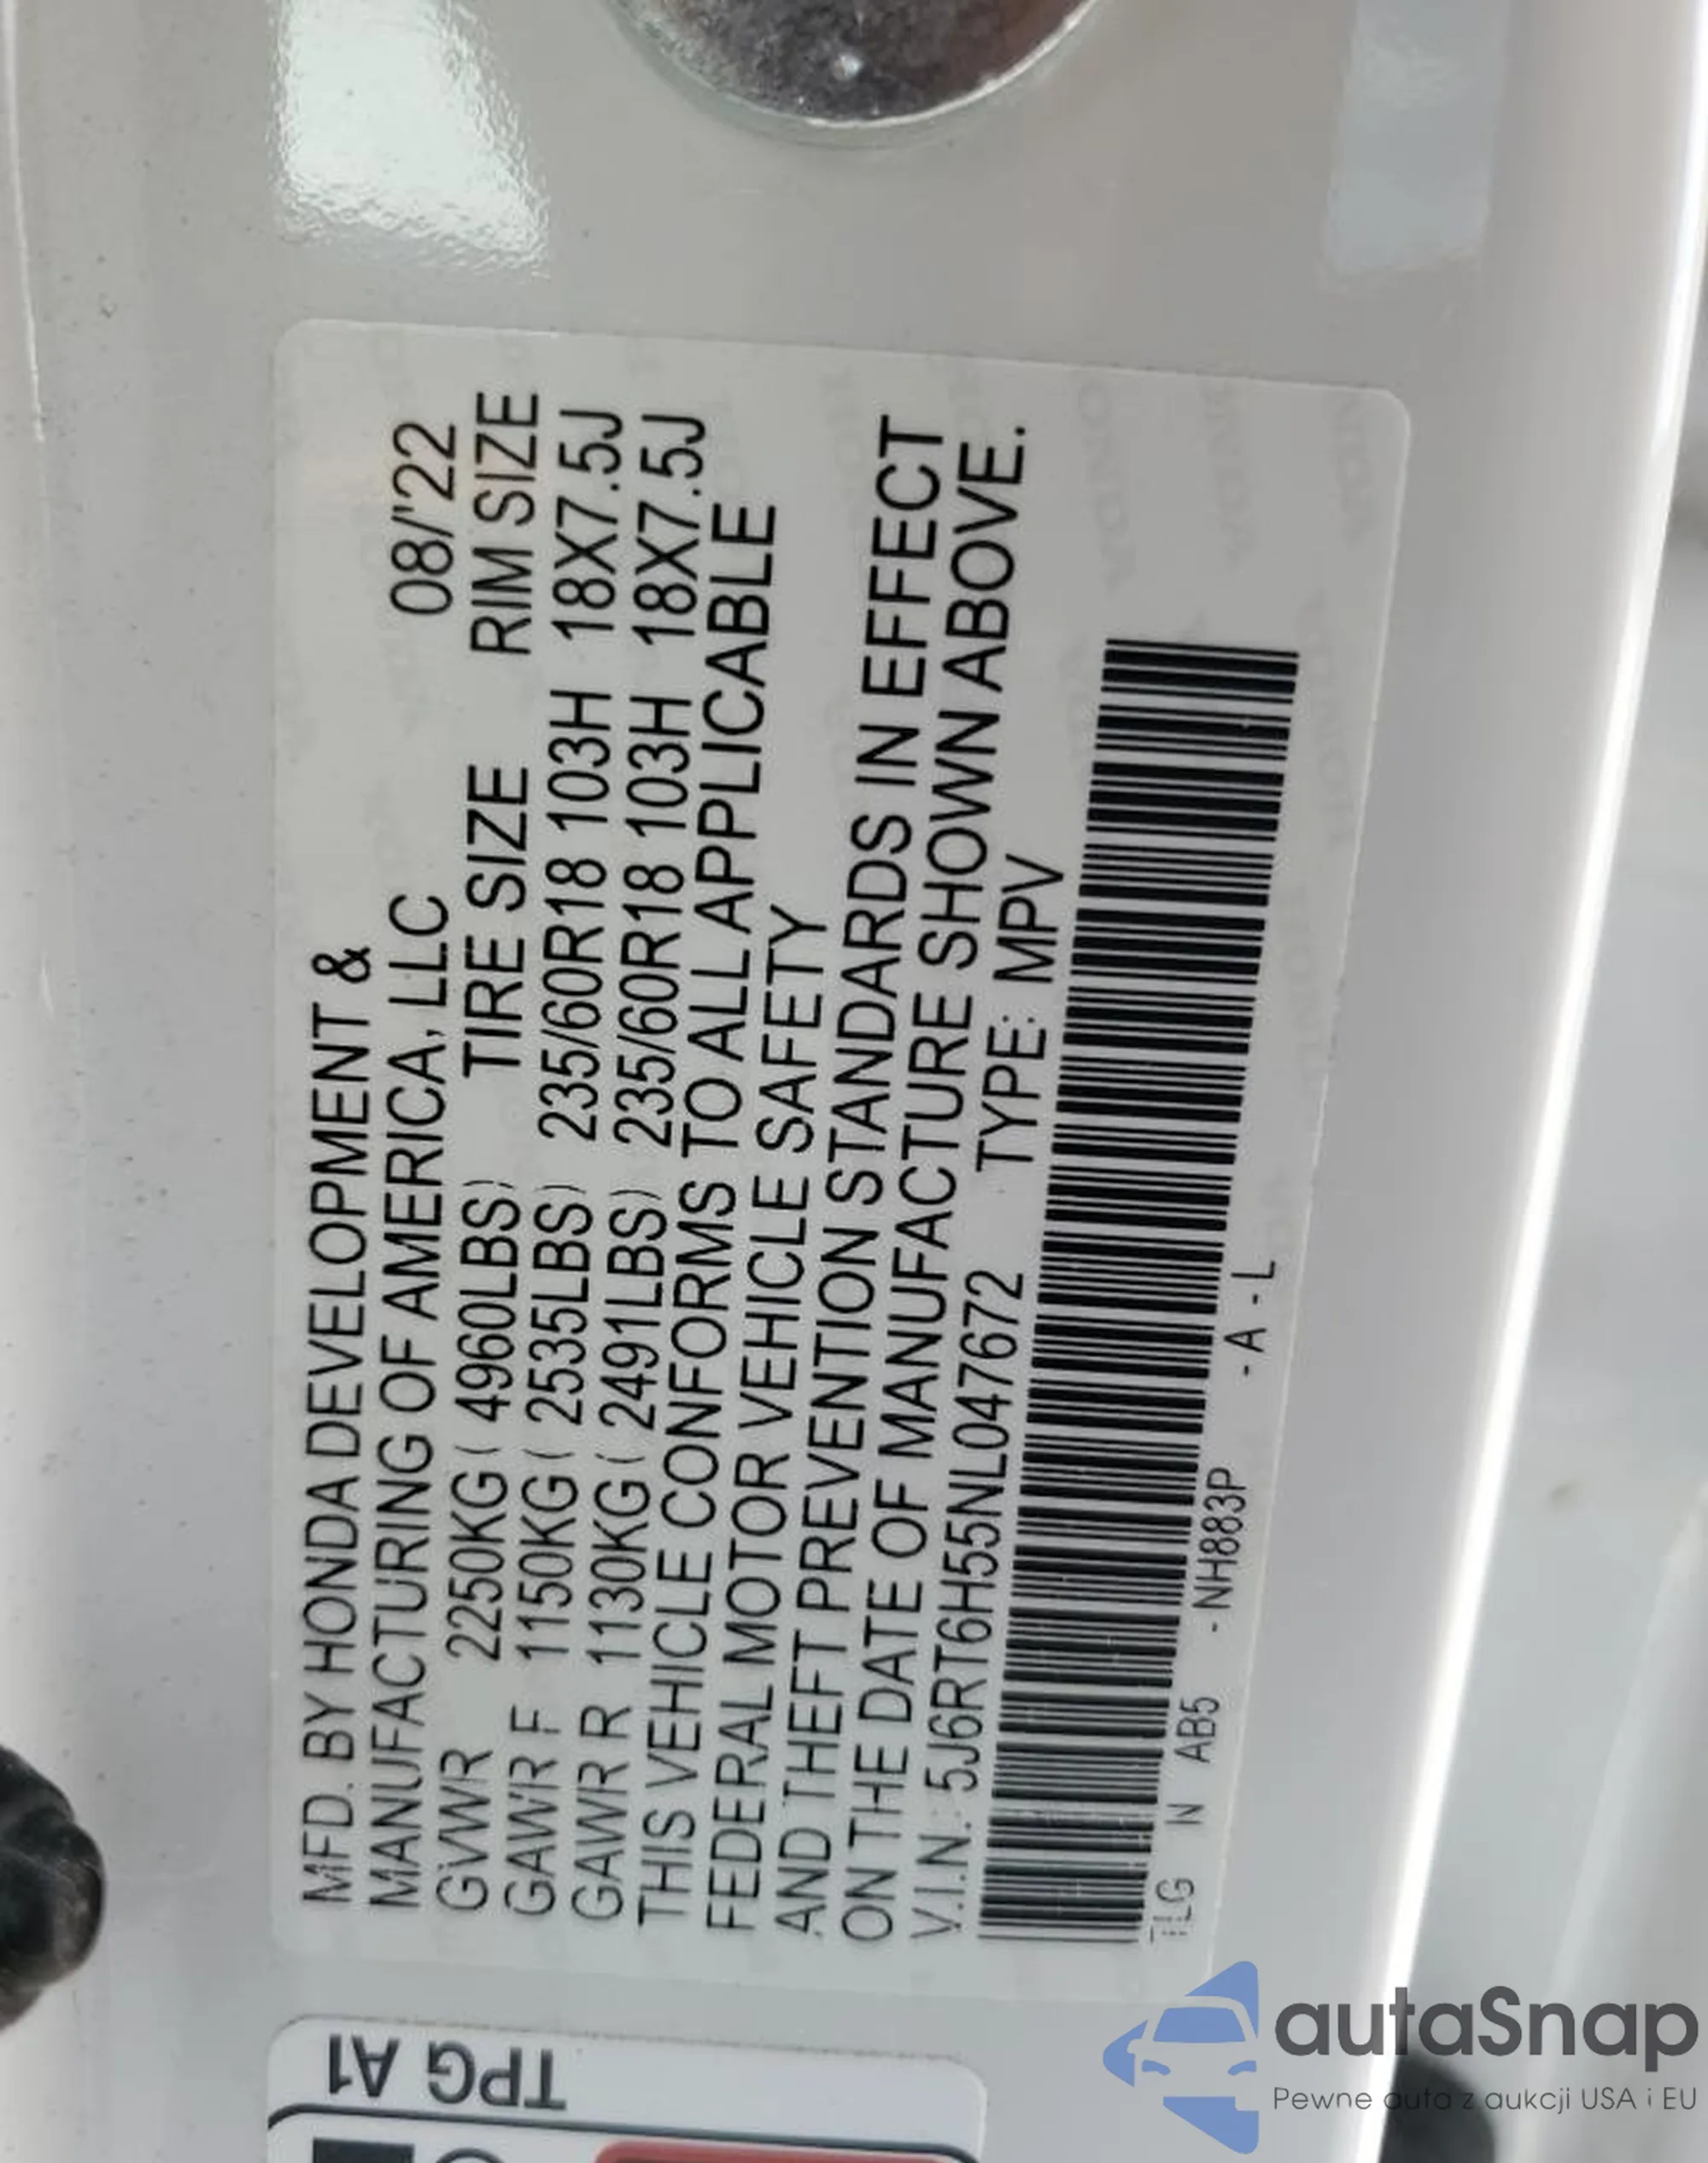 MFD. BY HONDA DEVELOPMENT &
MANUFACTURING OF AMERICA, LLC 08/'22
GVWR 2250KG ( 4960LBS) TIRE SIZE RIM SIZE
GAWR F 1150KG ( 2535LBS) 235/60R18 103H 18X7.5J
GAWR R 1130KG ( 2491LBS) 235/60R18 103H 18X7.5J
THIS VEHICLE CONFORMS TO ALL APPLICABLE
FEDERAL MOTOR VEHICLE SAFETY
AND THEFT PREVENTION STANDARDS IN EFFECT
ON THE DATE OF MANUFACTURE SHOWN ABOVE.
V.I.N.: 5J6RT6H55NL047672 TYPE: MPV
TLG N AB5 -NH883P -A-L
TPG A1
autaSnap
Pewne auta z aukcji USA i EU